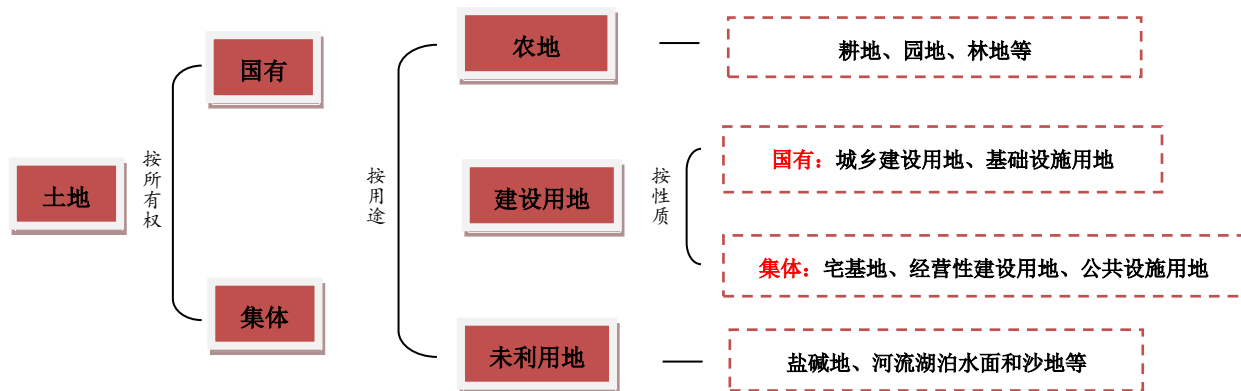 土地
按所有权
国有
集体
按用途
农地
建设用地
未利用地
耕地、园地、林地等
按性质
国有：城乡建设用地、基础设施用地
集体：宅基地、经营性建设用地、公共设施用地
盐碱地、河流湖泊水面和沙地等